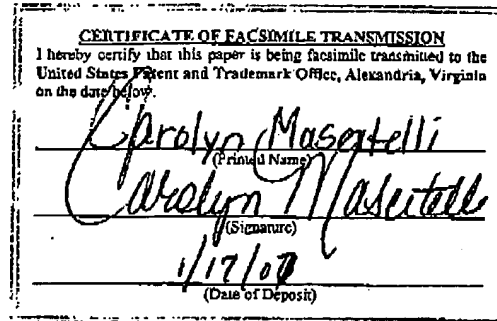 CERTIFICATE OF FACSIMILE TRANSMISSION
I hereby certify that this paper is being facsimile transmitted to the
United States Patent and Trademark Office, Alexandria, Virginia
on the date below.
Carolyn Mascatelli
(Printed Name)
Carolyn Mascitelli
(Signature)
1/17/07
(Date of Deposit)